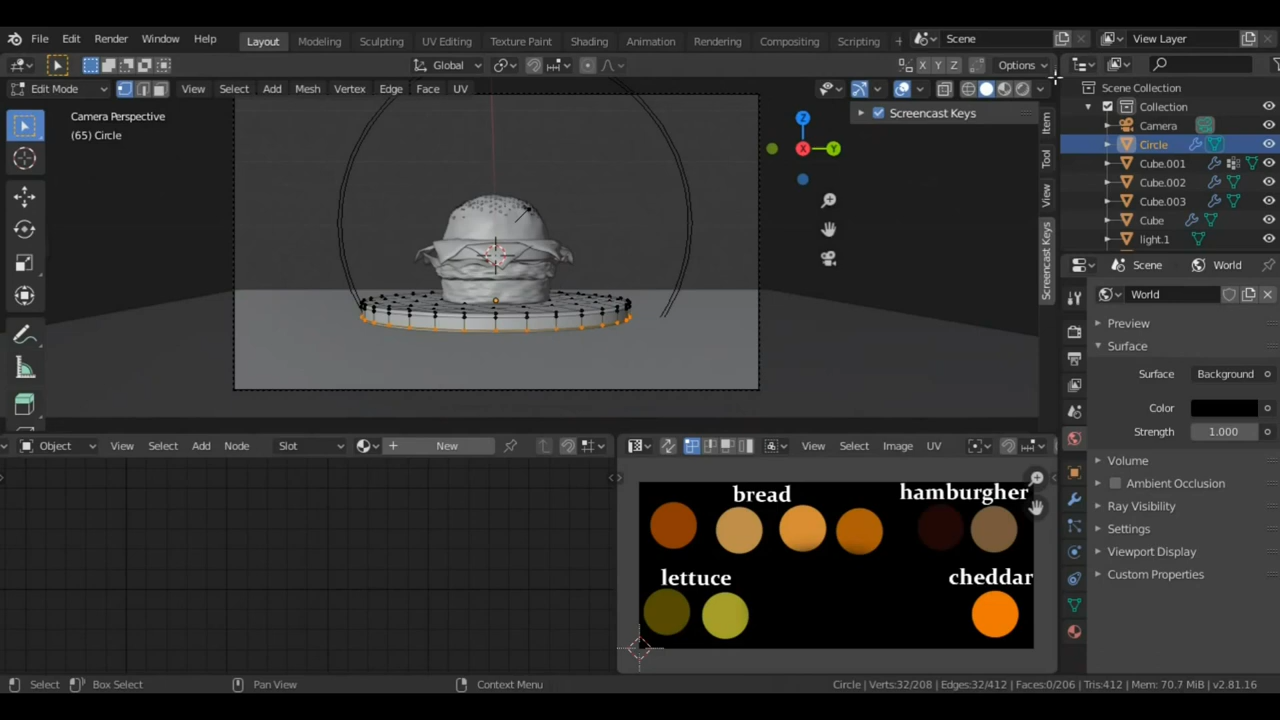 File Edit Render Window Help Layout Modeling Sculpting UV Editing Texture Paint Shading Animation Rendering Compositing Scripting + Scene View Layer
Global X Y Z Options
Edit Mode View Select Add Mesh Vertex Edge Face UV
Scene Collection
Collection
Camera
Circle
Cube.001
Cube.002
Cube.003
Cube
light.1
Camera Perspective
(65) Circle
Screencast Keys
Z
X
Y
Item
Tool
View
Screencast Keys
Scene World
World
Preview
Surface
Surface Background
Color
Strength 1.000
Volume
Ambient Occlusion
Ray Visibility
Settings
Viewport Display
Custom Properties
Object View Select Add Node Slot New
View Select Image UV
bread hamburgher
lettuce cheddar
Select Box Select Pan View Context Menu Circle | Verts:32/208 | Edges:32/412 | Faces:0/206 | Tris:412 | Mem: 70.7 MiB | v2.81.16